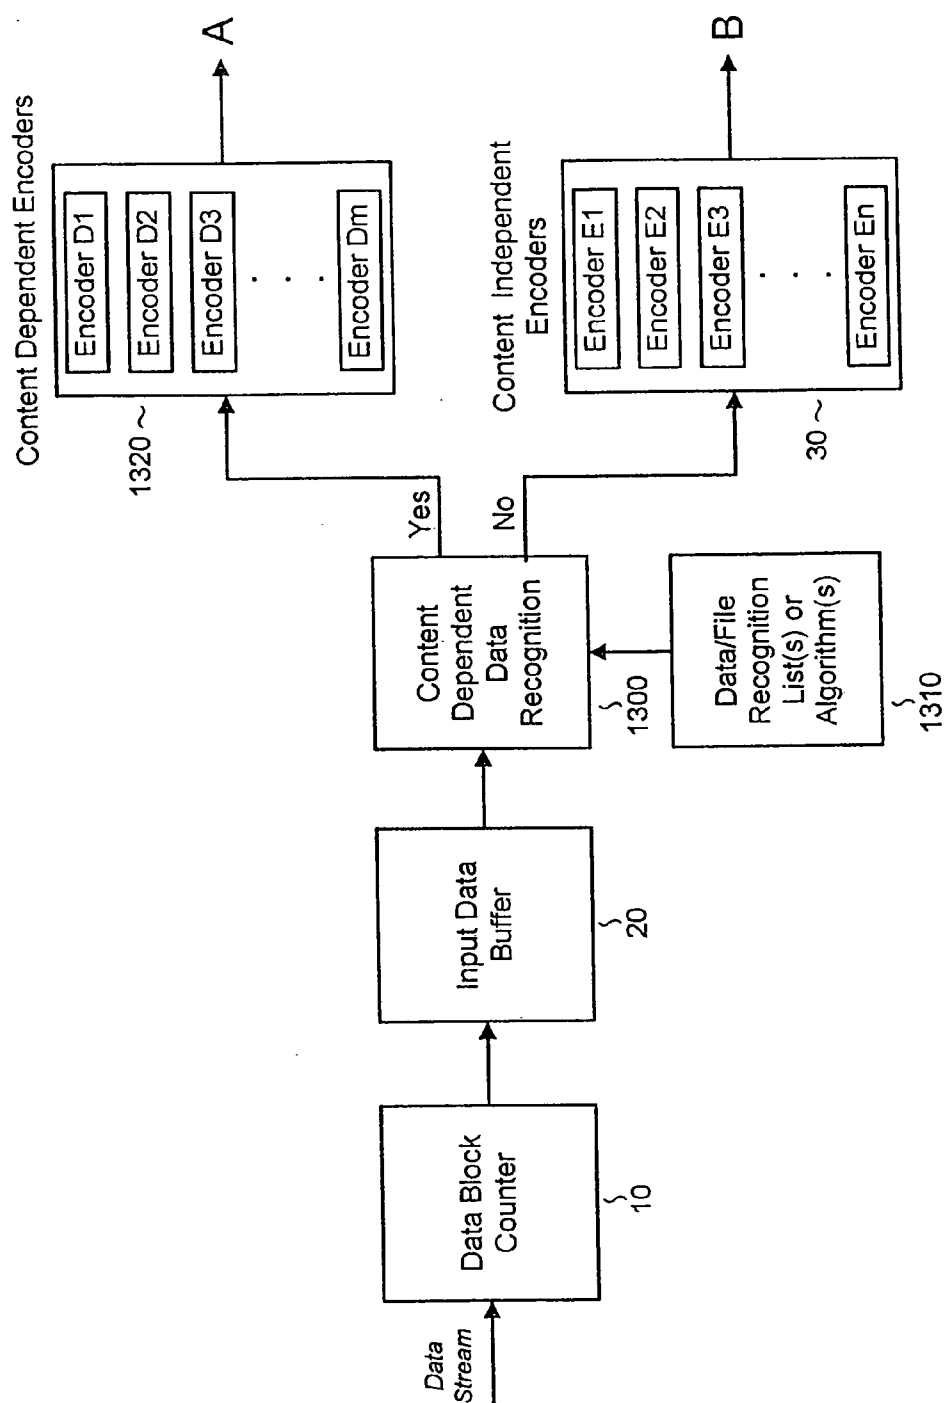 Data
Stream
Data Block
Counter
10
Input Data
Buffer
20
Content
Dependent
Data
Recognition
1300
Data/File
Recognition
List(s) or
Algorithm(s)
1310
Yes
No
Content Dependent Encoders
1320
Encoder D1
Encoder D2
Encoder D3
. . .
Encoder Dm
A
Content Independent
Encoders
30
Encoder E1
Encoder E2
Encoder E3
. . .
Encoder En
B